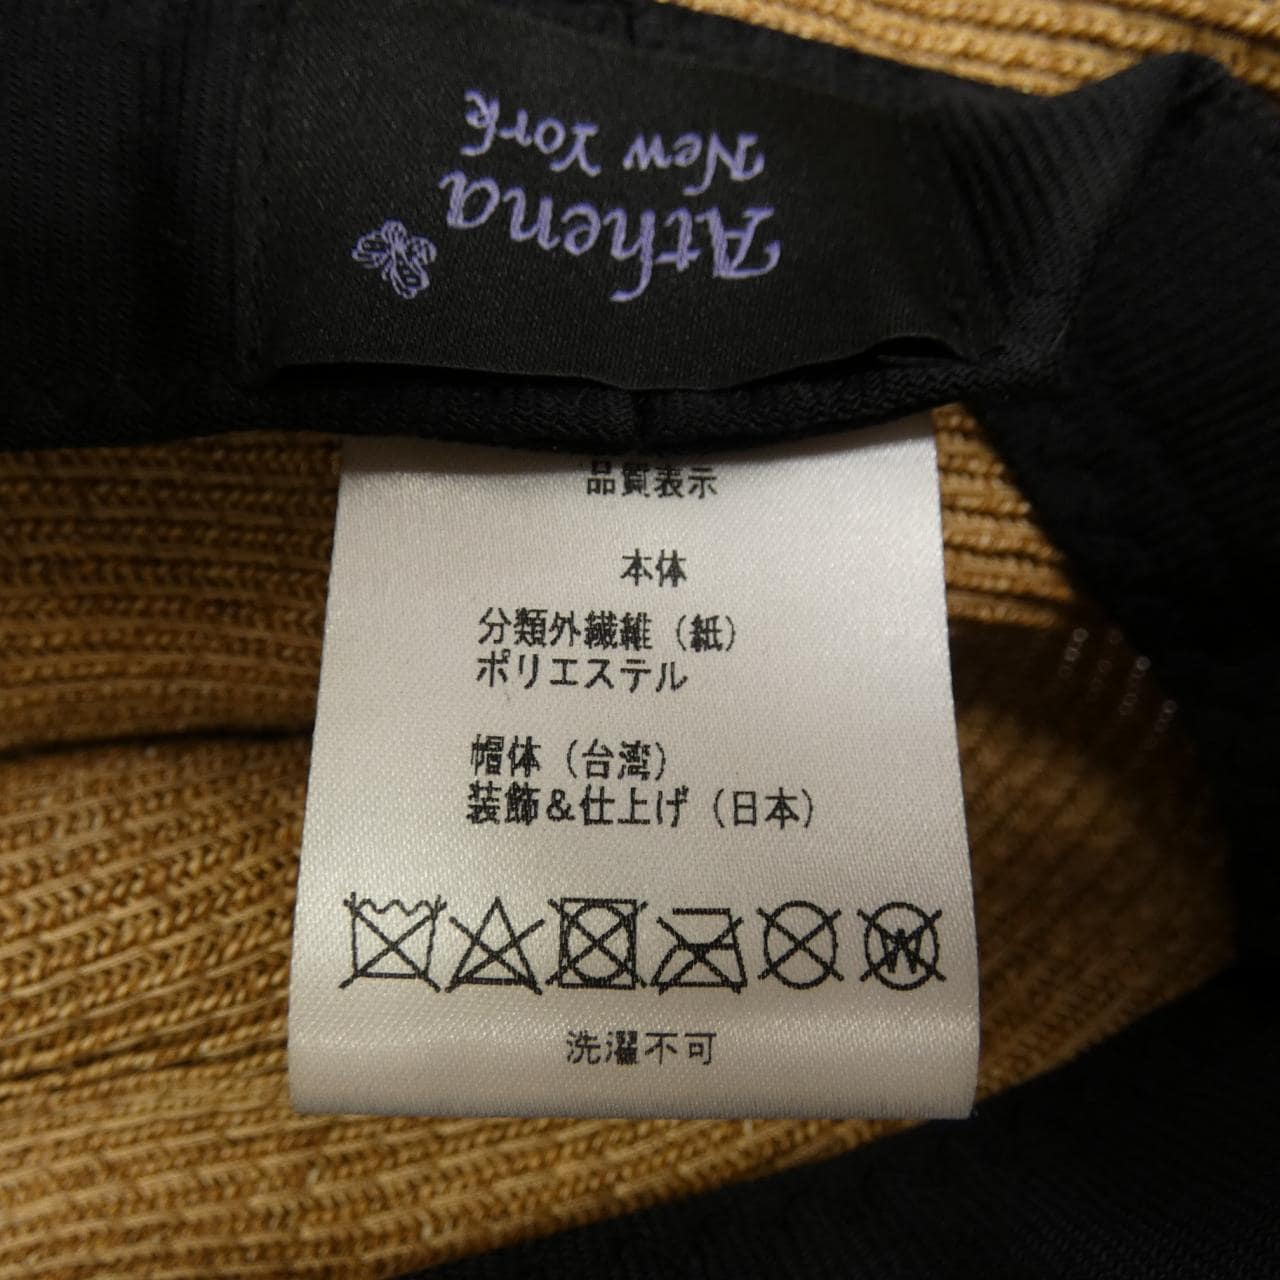 Athena
New York
品質表示
本体
分類外繊維（紙）
ポリエステル
帽体（台湾）
装飾＆仕上げ（日本）
W
洗濯不可